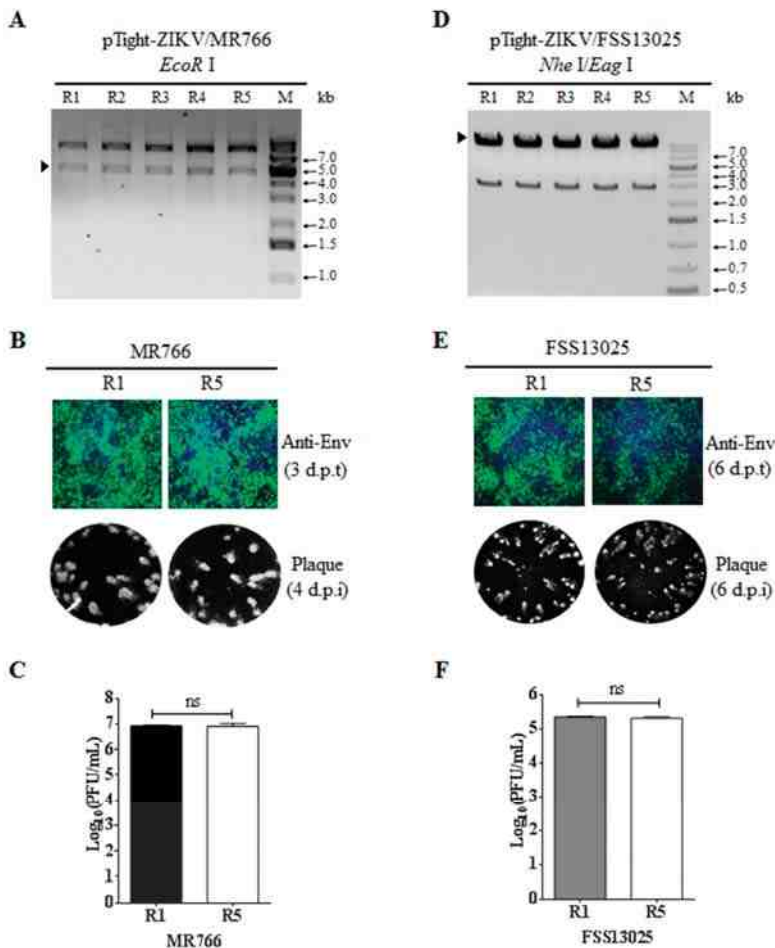 A
pTight-ZIKV/MR766
EcoR I
R1 R2 R3 R4 R5 M kb
7.0
5.0
4.0
3.0
2.0
1.5
1.0
B
MR766
R1 R5
Anti-Env
(3 d.p.t)
Plaque
(4 d.p.i)
C
ns
8
7
6
5
4
3
2
1
0
Log10(PFU/mL)
R1 R5
MR766
D
pTight-ZIKV/FSS13025
Nhe I/Eag I
R1 R2 R3 R4 R5 M kb
7.0
5.0
4.0
3.0
2.0
1.5
1.0
0.7
0.5
E
FSS13025
R1 R5
Anti-Env
(6 d.p.t)
Plaque
(6 d.p.i)
F
ns
6
5
4
3
2
1
0
Log10(PFU/mL)
R1 R5
FSS13025